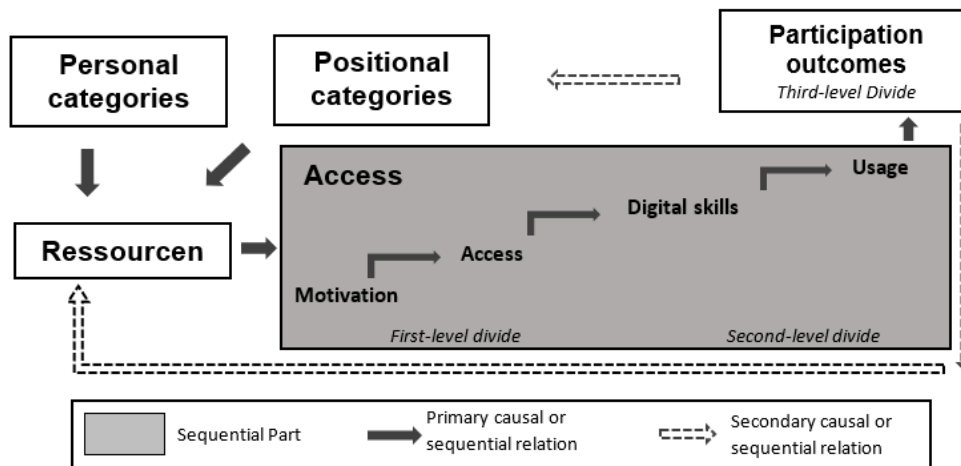 Personal
categories
Positional
categories
Participation
outcomes
Third-level Divide
Ressourcen
Access
Motivation
Access
Digital skills
Usage
First-level divide
Second-level divide
Sequential Part
Primary causal or
sequential relation
Secondary causal or
sequential relation